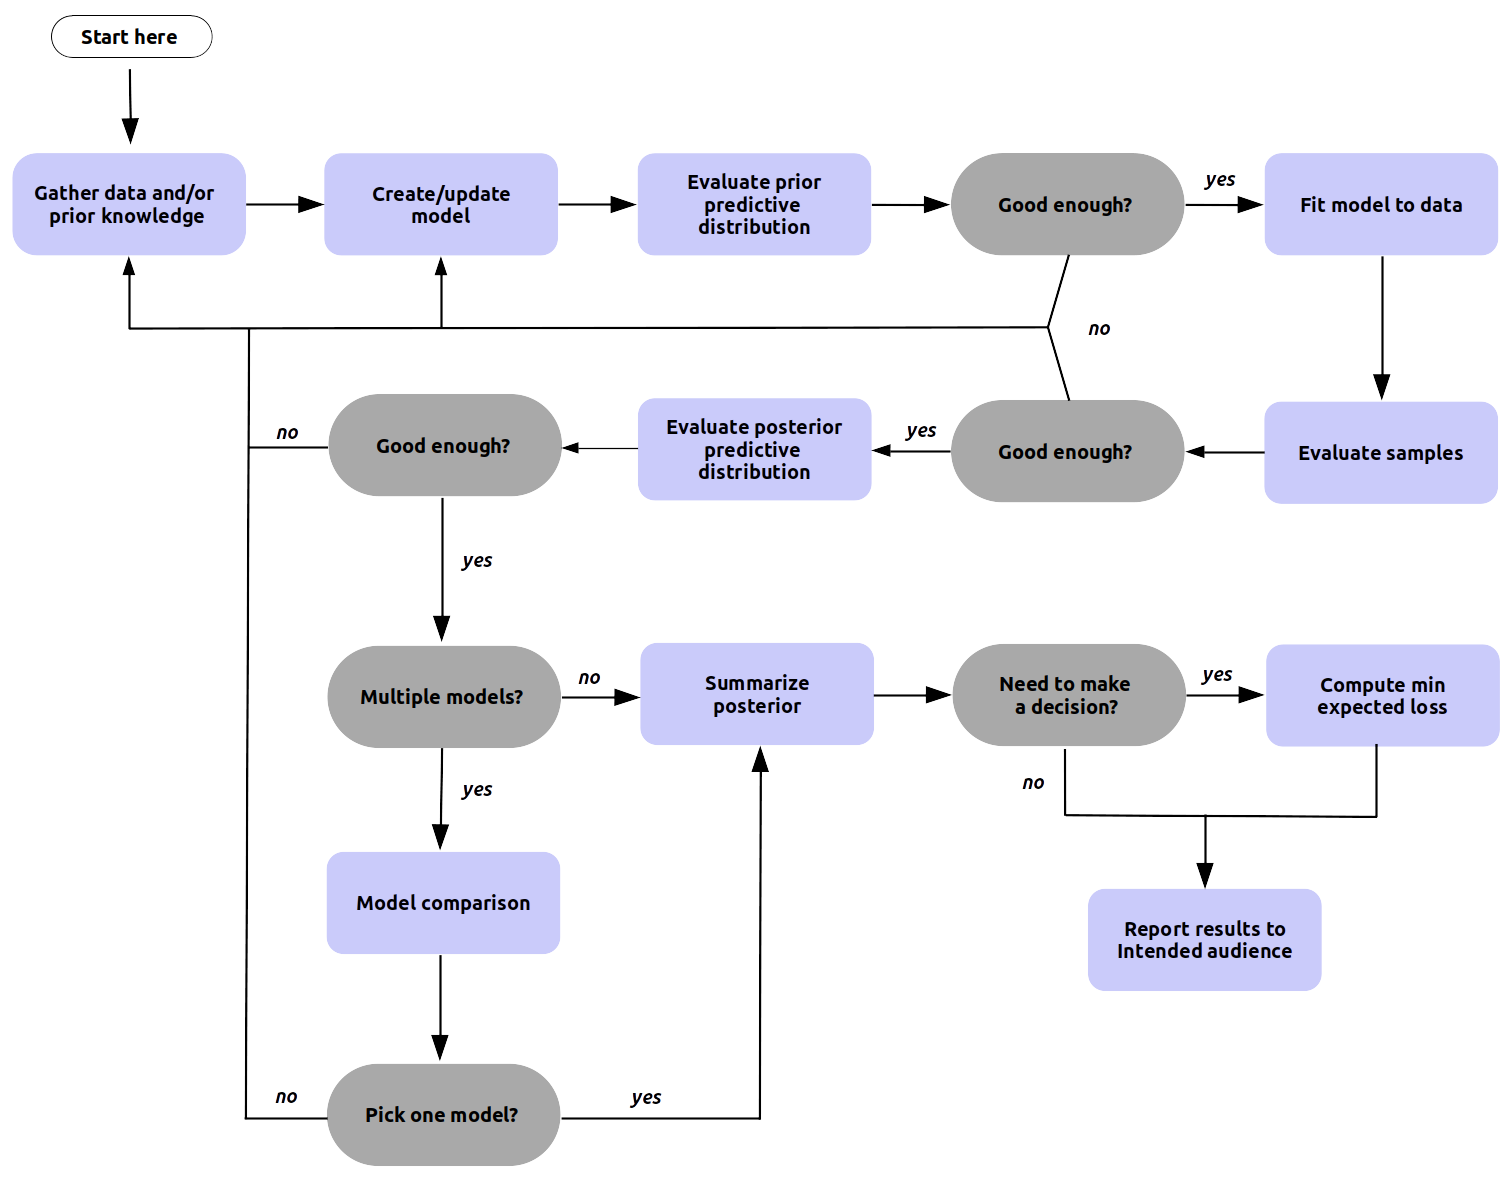 Start here
Gather data and/or
prior knowledge
Create/update
model
Evaluate prior
predictive
distribution
Good enough?
yes
Fit model to data
no
Evaluate samples
Good enough?
yes
Evaluate posterior
predictive
distribution
Good enough?
no
yes
Multiple models?
no
Summarize
posterior
Need to make
a decision?
yes
Compute min
expected loss
no
yes
Model comparison
Report results to
Intended audience
Pick one model?
no
yes